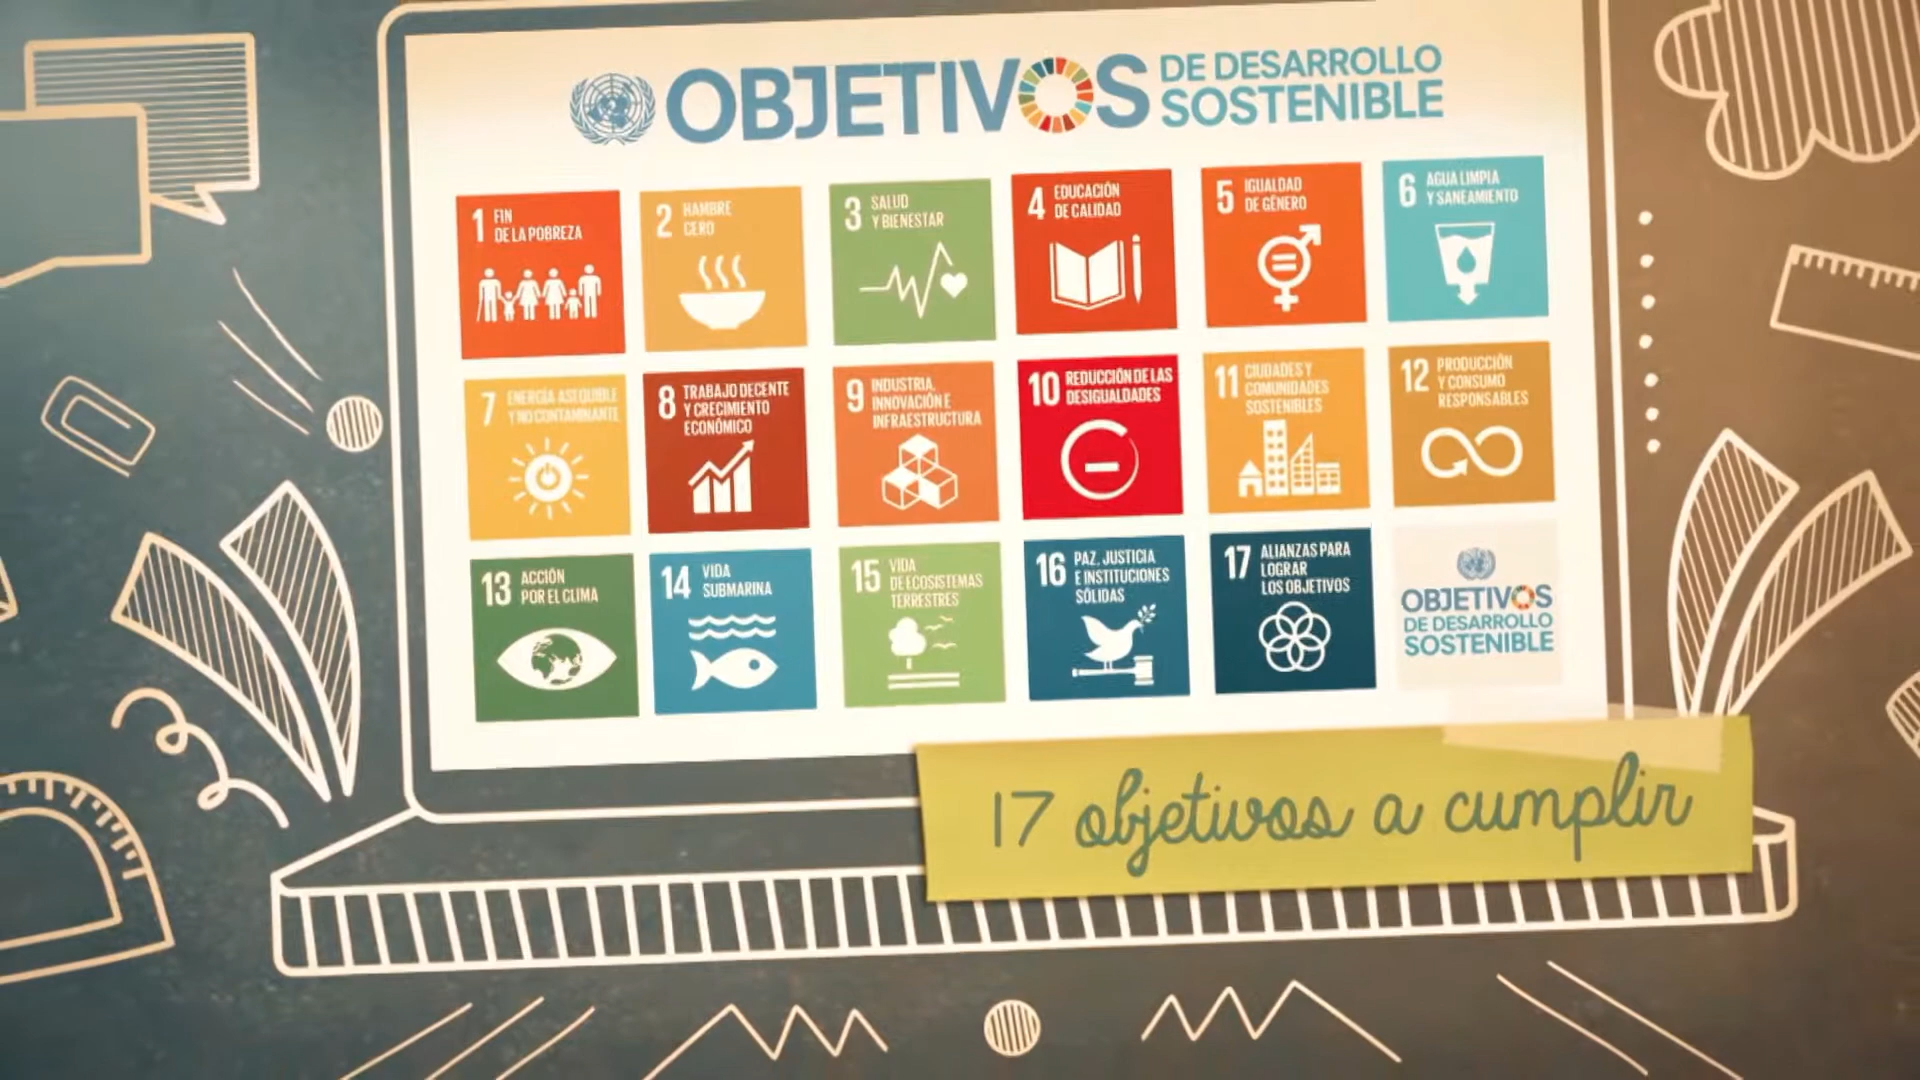 OBJETIVOS
DE DESARROLLO
SOSTENIBLE
1 FIN
DE LA POBREZA
2 HAMBRE
CERO
3 SALUD
Y BIENESTAR
4 EDUCACIÓN
DE CALIDAD
5 IGUALDAD
DE GÉNERO
6 AGUA LIMPIA
Y SANEAMIENTO
7 ENERGÍA ASEQUIBLE
Y NO CONTAMINANTE
8 TRABAJO DECENTE
Y CRECIMIENTO
ECONÓMICO
9 INDUSTRIA,
INNOVACIÓN E
INFRAESTRUCTURA
10 REDUCCIÓN DE LAS
DESIGUALDADES
11 CIUDADES Y
COMUNIDADES
SOSTENIBLES
12 PRODUCCIÓN
Y CONSUMO
RESPONSABLES
13 ACCIÓN
POR EL CLIMA
14 VIDA
SUBMARINA
15 VIDA
DE ECOSISTEMAS
TERRESTRES
16 PAZ, JUSTICIA
E INSTITUCIONES
SÓLIDAS
17 ALIANZAS PARA
LOGRAR
LOS OBJETIVOS
OBJETIVOS
DE DESARROLLO
SOSTENIBLE
17 objetivos a cumplir